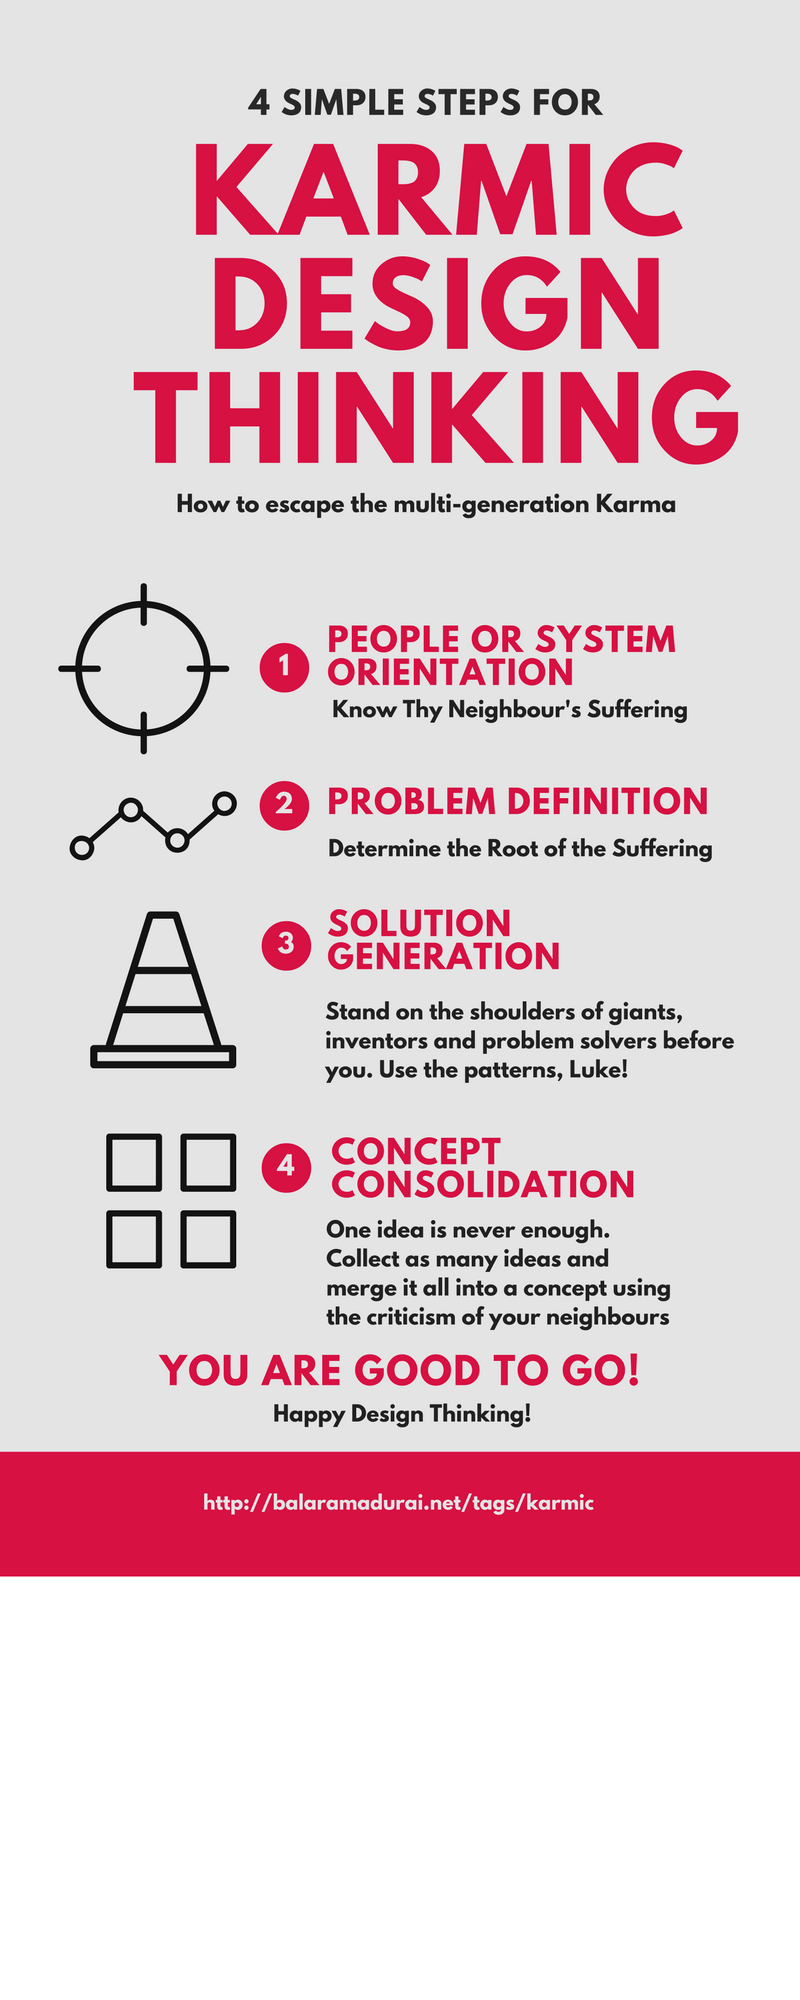 4 SIMPLE STEPS FOR
KARMIC
DESIGN
THINKING
How to escape the multi-generation Karma
1
PEOPLE OR SYSTEM
ORIENTATION
Know Thy Neighbour's Suffering
2
PROBLEM DEFINITION
Determine the Root of the Suffering
3
SOLUTION
GENERATION
Stand on the shoulders of giants,
inventors and problem solvers before
you. Use the patterns, Luke!
4
CONCEPT
CONSOLIDATION
One idea is never enough.
Collect as many ideas and
merge it all into a concept using
the criticism of your neighbours
YOU ARE GOOD TO GO!
Happy Design Thinking!
http://balaramadurai.net/tags/karmic